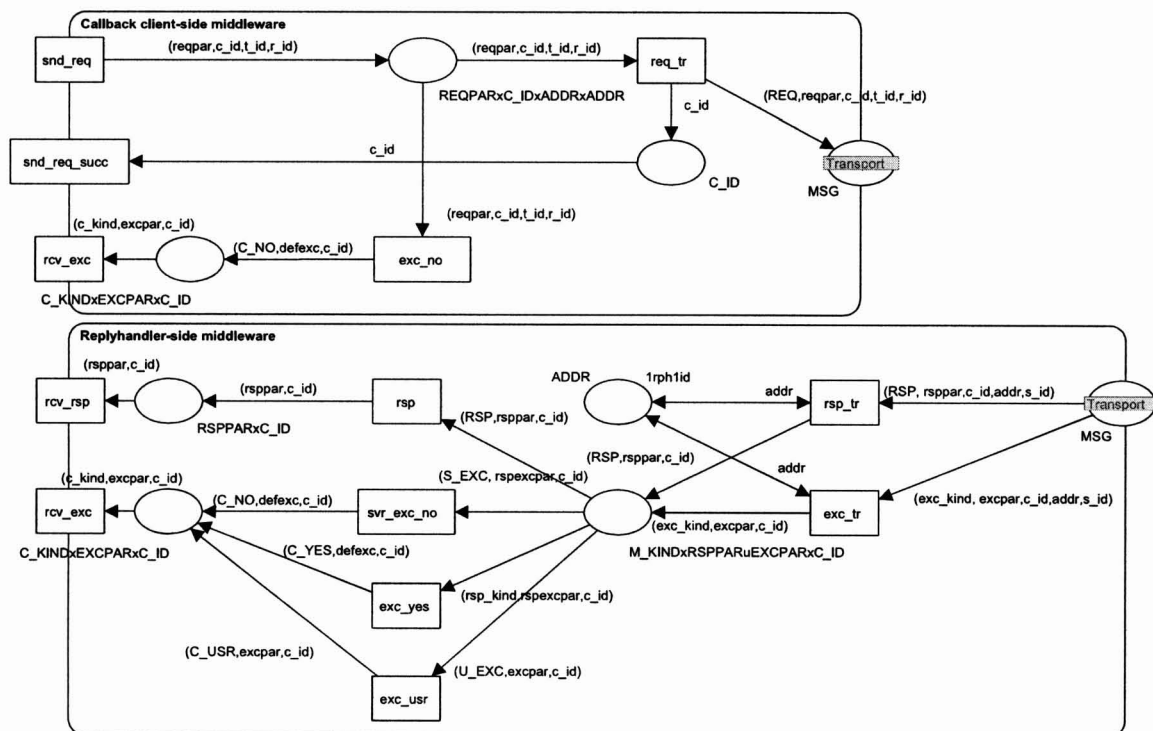 Callback client-side middleware
snd_req
(reqpar,c_id,t_id,r_id)
(reqpar,c_id,t_id,r_id)
req_tr
REQPARxC_IDxADDRxADDR
(REQ,reqpar,c_id,t_id,r_id)
c_id
snd_req_succ
c_id
C_ID
Transport
MSG
(c_kind,excpar,c_id)
(reqpar,c_id,t_id,r_id)
rcv_exc
(C_NO,defexc,c_id)
exc_no
C_KINDxEXCPARxC_ID
Replyhandler-side middleware
(rsppar,c_id)
rcv_rsp
(rsppar,c_id)
rsp
ADDR
1rph1id
addr
rsp_tr
(RSP, rsppar,c_id,addr,s_id)
Transport
RSPPARxC_ID
(RSP,rsppar,c_id)
MSG
(RSP,rsppar,c_id)
addr
(c_kind,excpar,c_id)
(S_EXC, rspexcpar,c_id)
rcv_exc
(C_NO,defexc,c_id)
svr_exc_no
(exc_kind,excpar,c_id)
exc_tr
(exc_kind, excpar,c_id,addr,s_id)
C_KINDxEXCPARxC_ID
M_KINDxRSPPARuEXCPARxC_ID
(C_YES,defexc,c_id)
exc_yes
(rsp_kind,rspexcpar,c_id)
(C_USR,excpar,c_id)
(U_EXC,excpar,c_id)
exc_usr